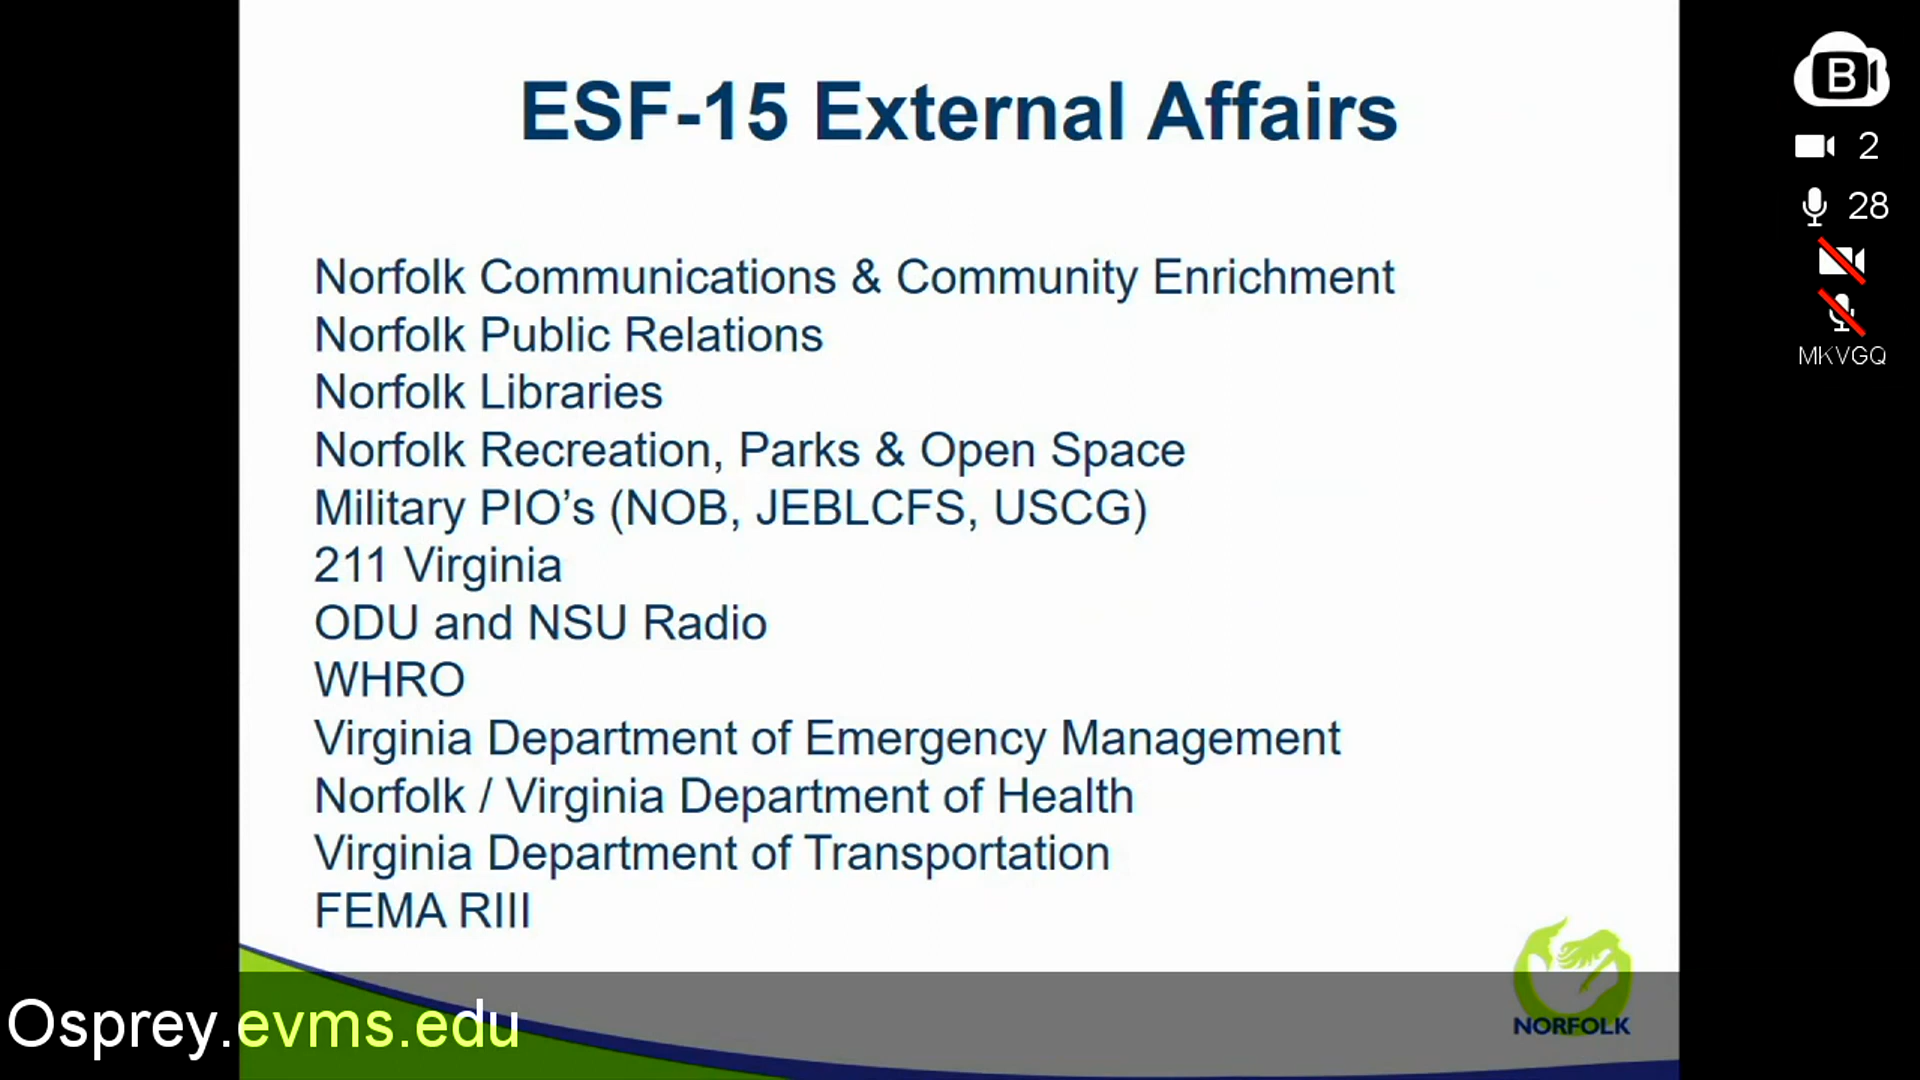 ESF-15 External Affairs
Norfolk Communications & Community Enrichment
Norfolk Public Relations
Norfolk Libraries
Norfolk Recreation, Parks & Open Space
Military PIO’s (NOB, JEBLCFS, USCG)
211 Virginia
ODU and NSU Radio
WHRO
Virginia Department of Emergency Management
Norfolk / Virginia Department of Health
Virginia Department of Transportation
FEMA RIII
NORFOLK
Osprey.evms.edu
B
2
28
MKVGQ